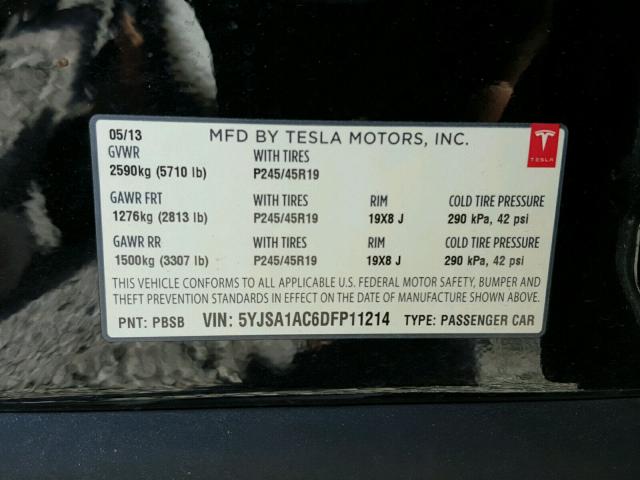 05/13 MFD BY TESLA MOTORS, INC.
TESLA
GVWR WITH TIRES
2590kg (5710 lb) P245/45R19
GAWR FRT WITH TIRES RIM COLD TIRE PRESSURE
1276kg (2813 lb) P245/45R19 19X8 J 290 kPa, 42 psi
GAWR RR WITH TIRES RIM COLD TIRE PRESSURE
1500kg (3307 lb) P245/45R19 19X8 J 290 kPa, 42 psi
THIS VEHICLE CONFORMS TO ALL APPLICABLE U.S. FEDERAL MOTOR SAFETY, BUMPER AND
THEFT PREVENTION STANDARDS IN EFFECT ON THE DATE OF MANUFACTURE SHOWN ABOVE.
PNT: PBSB VIN: 5YJSA1AC6DFP11214 TYPE: PASSENGER CAR